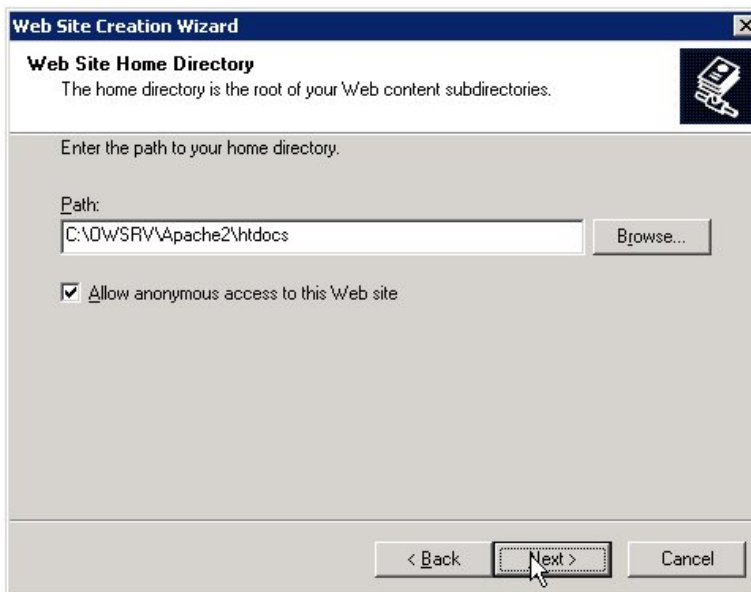 Web Site Creation Wizard
Web Site Home Directory
The home directory is the root of your Web content subdirectories.
Enter the path to your home directory.
Path:
C:\OWSRV\Apache2\htdocs
Browse...
Allow anonymous access to this Web site
< Back
Next >
Cancel